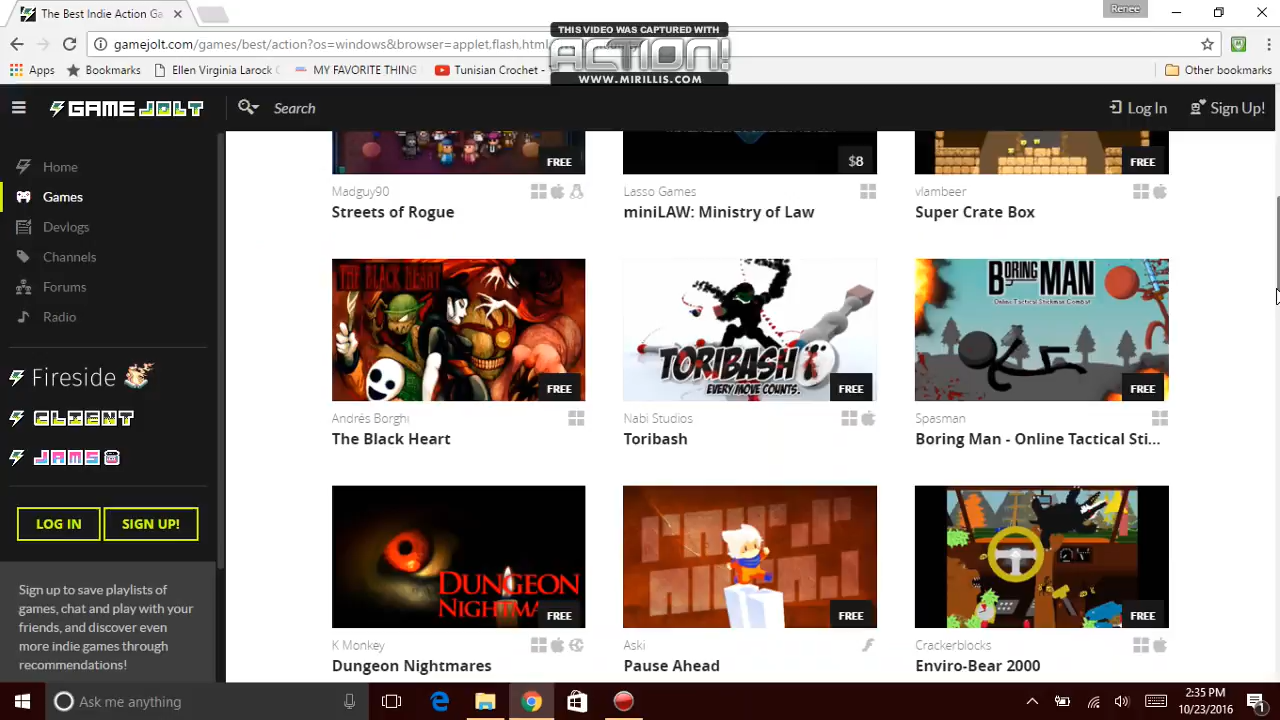 The Best Indie Action Ga
Renee
THIS VIDEO WAS CAPTURED WITH
ACTION!
WWW.MIRILLIS.COM
gamejolt.com/games/best/action?os=windows&browser=applet,flash,html
Apps
Bookmarks
Ellen Virginia Larock
MY FAVORITE THING
Tunisian Crochet -
Other bookmarks
GAME JOLT
Search
Log In
Sign Up!
Home
Games
Devlogs
Channels
Forums
Radio
Fireside
CLIENT
JAMS
LOG IN
SIGN UP!
Sign up to save playlists of
games, chat and play with your
friends, and discover even
more indie games through
recommendations!
FREE
$8
FREE
Madguy90
Lasso Games
vlambeer
Streets of Rogue
miniLAW: Ministry of Law
Super Crate Box
THE BLACK HEART
FREE
TORIBASH
EVERY MOVE COUNTS.
FREE
BORING MAN
Online Tactical Stickman Combat
FREE
Andrés Borghi
Nabi Studios
Spasman
The Black Heart
Toribash
Boring Man - Online Tactical Sti...
DUNGEON
NIGHTMA
FREE
FREE
FREE
K Monkey
Aski
Crackerblocks
Dungeon Nightmares
Pause Ahead
Enviro-Bear 2000
Ask me anything
2:35 PM
10/23/2016